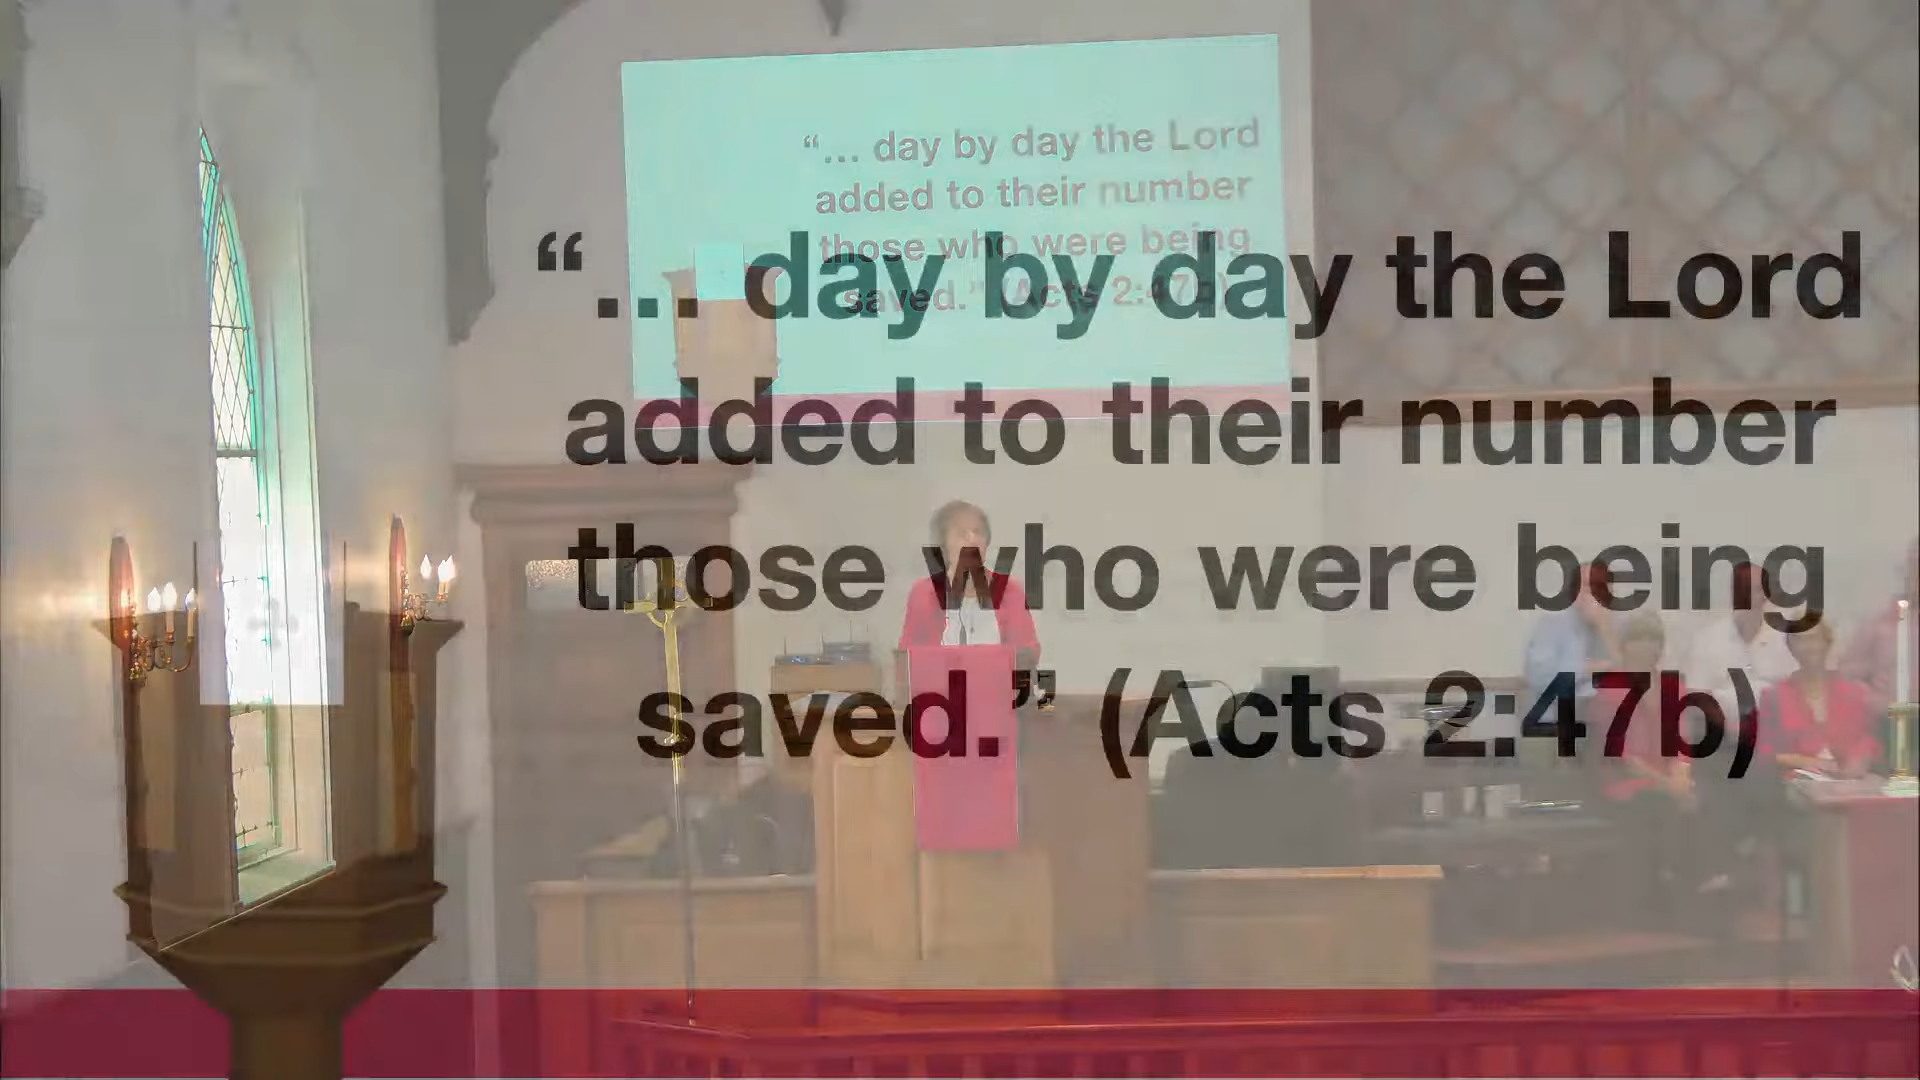 “... day by day the Lord
added to their number
those who were being
saved.” (Acts 2:47b)
“... day by day the Lord
added to their number
those who were being
saved.” (Acts 2:47b)